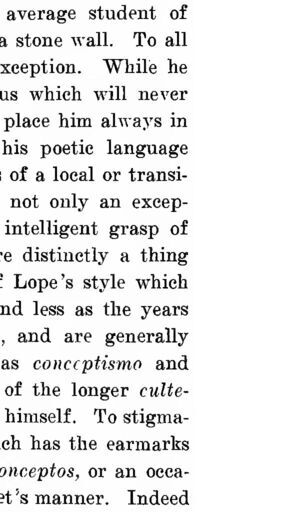 average student of
a stone wall. To all
xception. While he
us which will never
place him always in
his poetic language
s of a local or transi-
not only an excep-
intelligent grasp of
re distinctly a thing
f Lope's style which
nd less as the years
, and are generally
as conceptismo and
of the longer culte-
himself. To stigma-
ch has the earmarks
onceptos, or an occa-
et's manner. Indeed